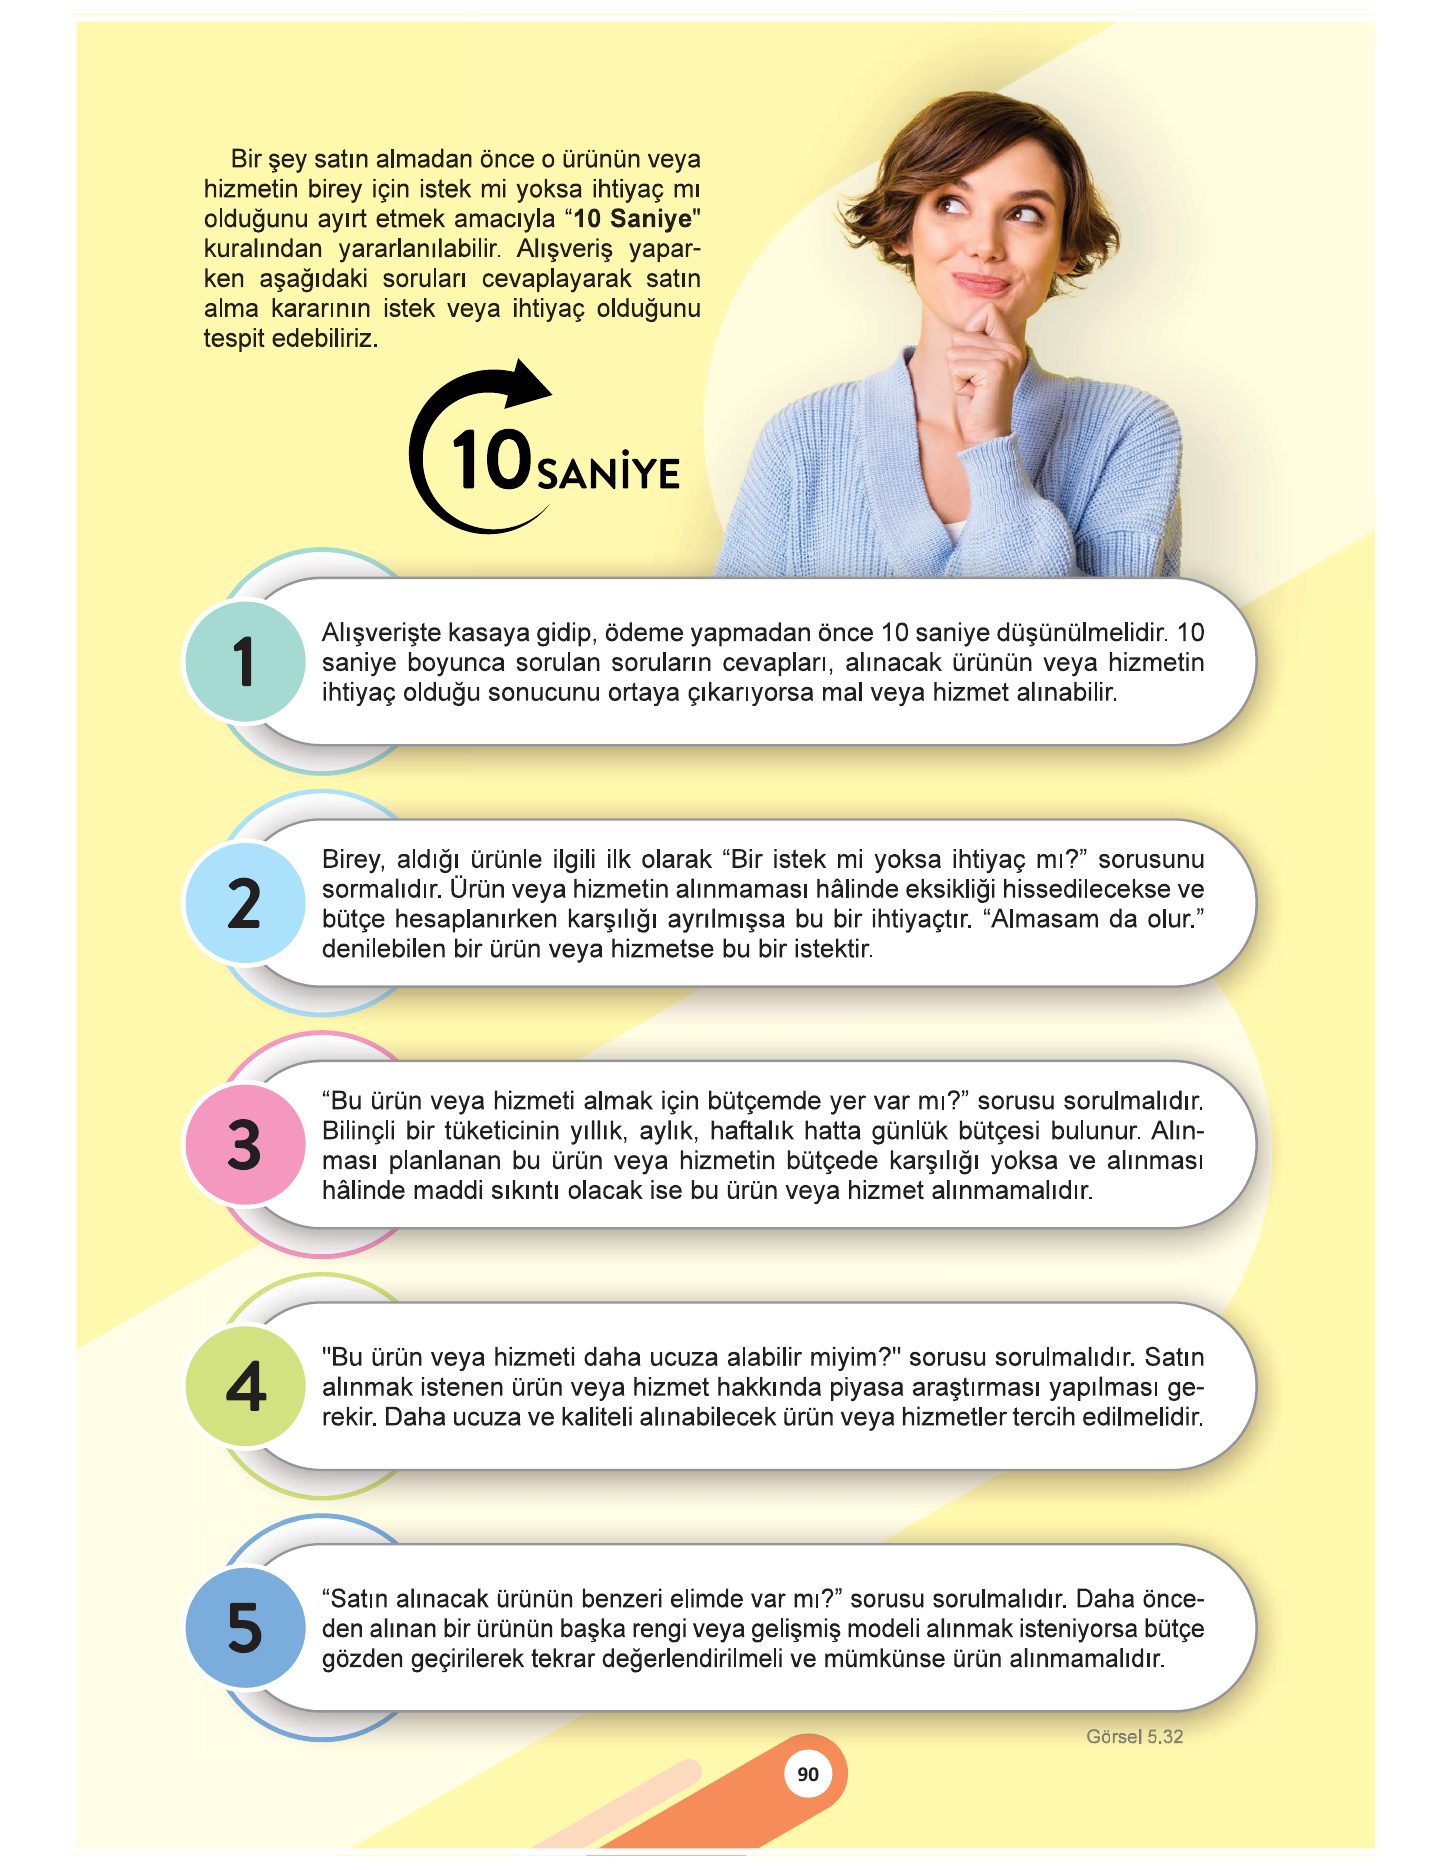 Bir şey satın almadan önce o ürünün veya
hizmetin birey için istek mi yoksa ihtiyaç mı
olduğunu ayırt etmek amacıyla “10 Saniye"
kuralından yararlanılabilir. Alışveriş yapar-
ken aşağıdaki soruları cevaplayarak satın
alma kararının istek veya ihtiyaç olduğunu
tespit edebiliriz.
10 SANİYE
1
Alışverişte kasaya gidip, ödeme yapmadan önce 10 saniye düşünülmelidir. 10
saniye boyunca sorulan soruların cevapları, alınacak ürünün veya hizmetin
ihtiyaç olduğu sonucunu ortaya çıkarıyorsa mal veya hizmet alınabilir.
2
Birey, aldığı ürünle ilgili ilk olarak “Bir istek mi yoksa ihtiyaç mı?” sorusunu
sormalıdır. Ürün veya hizmetin alınmaması hâlinde eksikliği hissedilecekse ve
bütçe hesaplanırken karşılığı ayrılmışsa bu bir ihtiyaçtır. “Almasam da olur.”
denilebilen bir ürün veya hizmetse bu bir istektir.
3
“Bu ürün veya hizmeti almak için bütçemde yer var mı?” sorusu sorulmalıdır.
Bilinçli bir tüketicinin yıllık, aylık, haftalık hatta günlük bütçesi bulunur. Alın-
ması planlanan bu ürün veya hizmetin bütçede karşılığı yoksa ve alınması
hâlinde maddi sıkıntı olacak ise bu ürün veya hizmet alınmamalıdır.
4
"Bu ürün veya hizmeti daha ucuza alabilir miyim?" sorusu sorulmalıdır. Satın
alınmak istenen ürün veya hizmet hakkında piyasa araştırması yapılması ge-
rekir. Daha ucuza ve kaliteli alınabilecek ürün veya hizmetler tercih edilmelidir.
5
“Satın alınacak ürünün benzeri elimde var mı?” sorusu sorulmalıdır. Daha önce-
den alınan bir ürünün başka rengi veya gelişmiş modeli alınmak isteniyorsa bütçe
gözden geçirilerek tekrar değerlendirilmeli ve mümkünse ürün alınmamalıdır.
Görsel 5.32
90